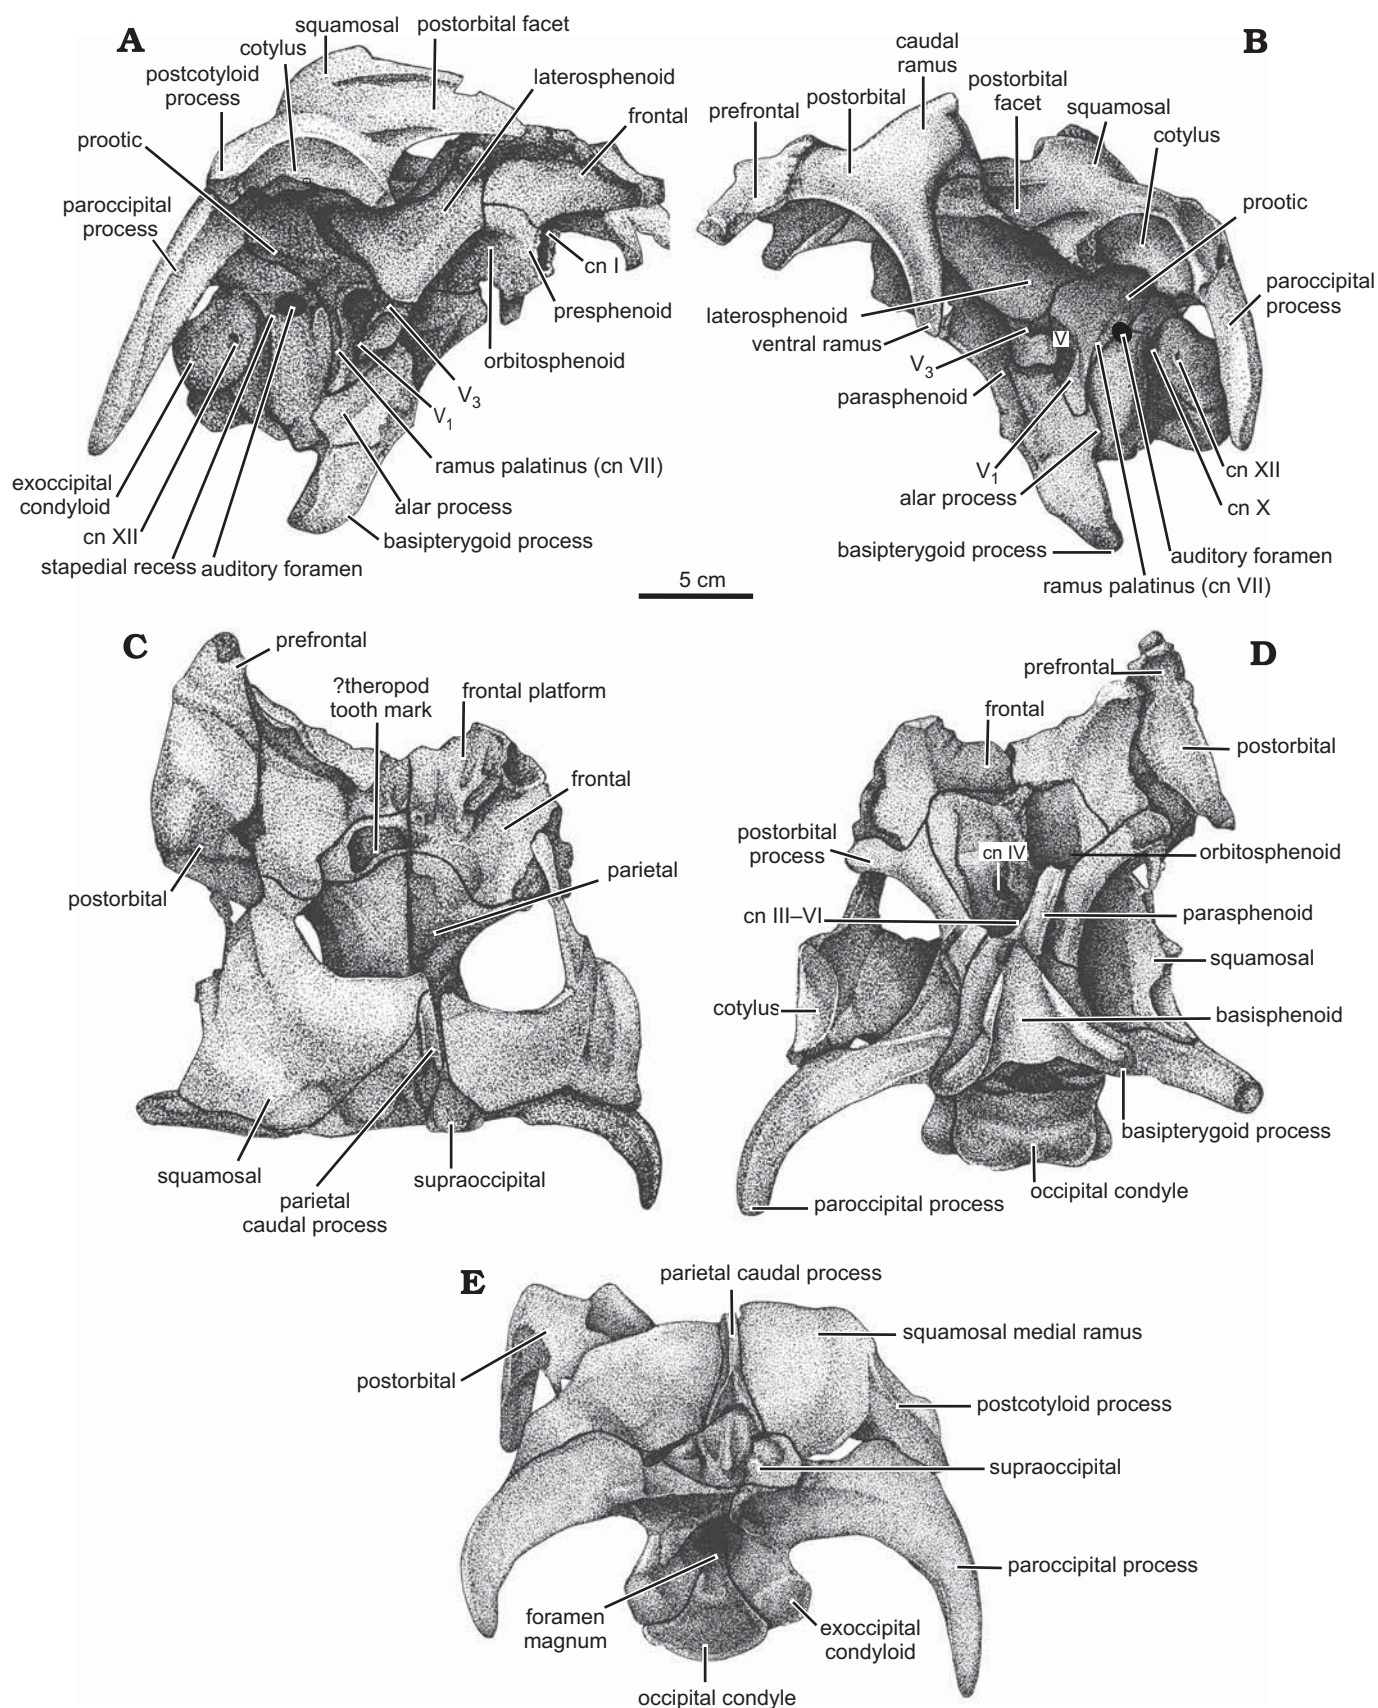 A
squamosal
postorbital facet
cotylus
postcotyloid
process
laterosphenoid
frontal
prootic
paroccipital
process
cn I
presphenoid
orbitosphenoid
V3
V1
ramus palatinus (cn VII)
alar process
basipterygoid process
exoccipital
condyloid
cn XII
stapedial recess
auditory foramen
B
caudal
ramus
postorbital
facet
prefrontal
postorbital
squamosal
cotylus
prootic
paroccipital
process
laterosphenoid
ventral ramus
V
V3
parasphenoid
V1
alar process
cn XII
cn X
basipterygoid process
auditory foramen
ramus palatinus (cn VII)
5 cm
C
prefrontal
?theropod
tooth mark
frontal platform
frontal
parietal
postorbital
squamosal
parietal
caudal process
supraoccipital
D
prefrontal
frontal
postorbital
postorbital
process
cn IV
orbitosphenoid
cn III–VI
parasphenoid
squamosal
cotylus
basisphenoid
basipterygoid process
occipital condyle
paroccipital process
E
parietal caudal process
squamosal medial ramus
postorbital
postcotyloid process
supraoccipital
paroccipital process
foramen
magnum
exoccipital
condyloid
occipital condyle